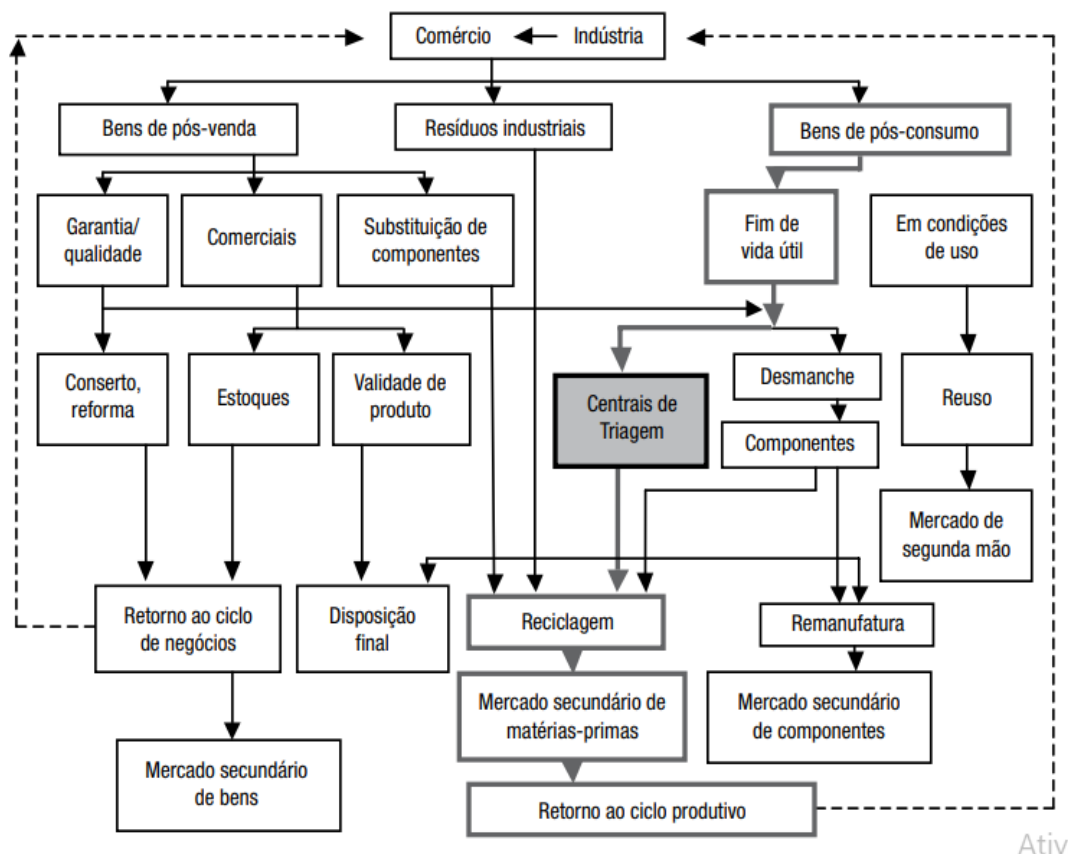 Comércio
Indústria
Bens de pós-venda
Resíduos industriais
Bens de pós-consumo
Garantia/
qualidade
Comerciais
Substituição de
componentes
Fim de
vida útil
Em condições
de uso
Conserto,
reforma
Estoques
Validade de
produto
Centrais de
Triagem
Desmanche
Componentes
Reuso
Mercado de
segunda mão
Retorno ao ciclo
de negócios
Disposição
final
Reciclagem
Remanufatura
Mercado secundário de
matérias-primas
Mercado secundário
de componentes
Mercado secundário
de bens
Retorno ao ciclo produtivo
Ativ